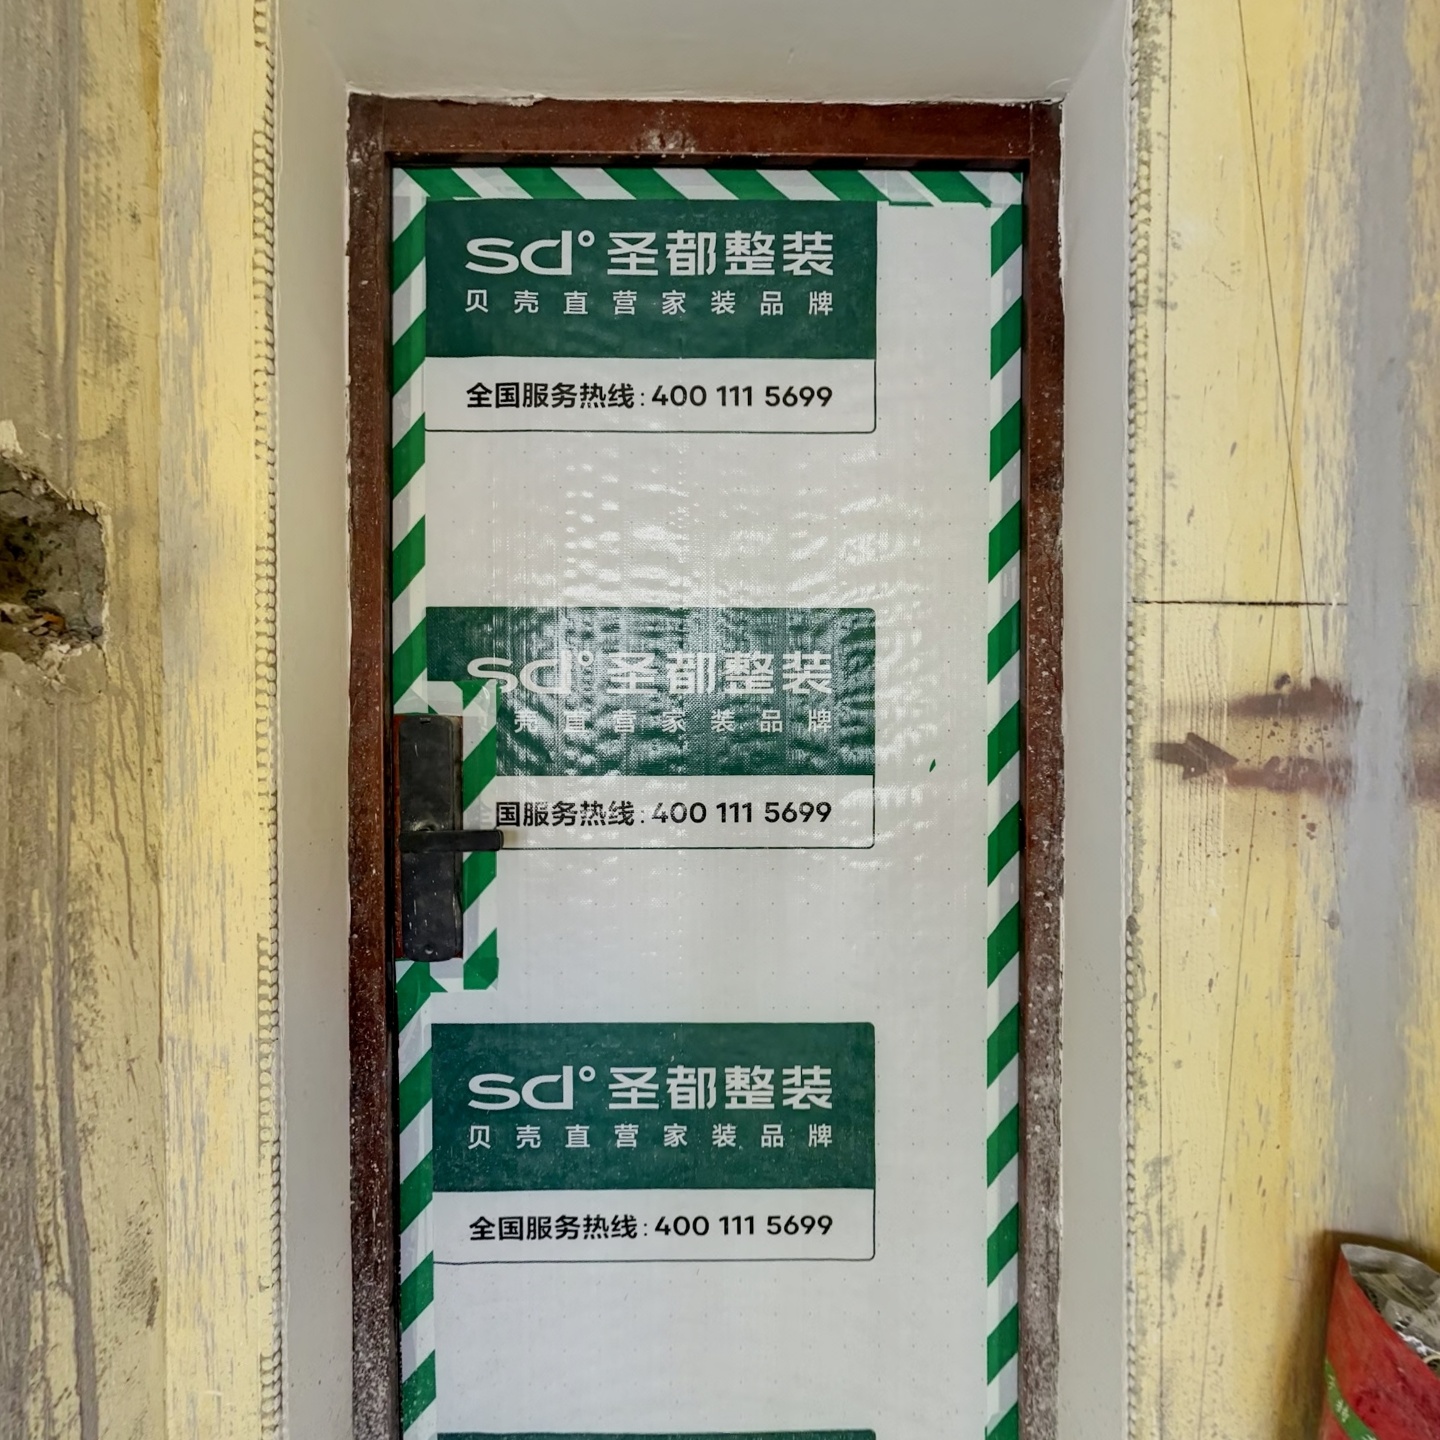 sd° 圣都整装
贝壳直营家装品牌
全国服务热线：400 111 5699
sd° 圣都整装
壳直营家装品牌
国服务热线：400 111 5699
sd° 圣都整装
贝壳直营家装品牌
全国服务热线：400 111 5699